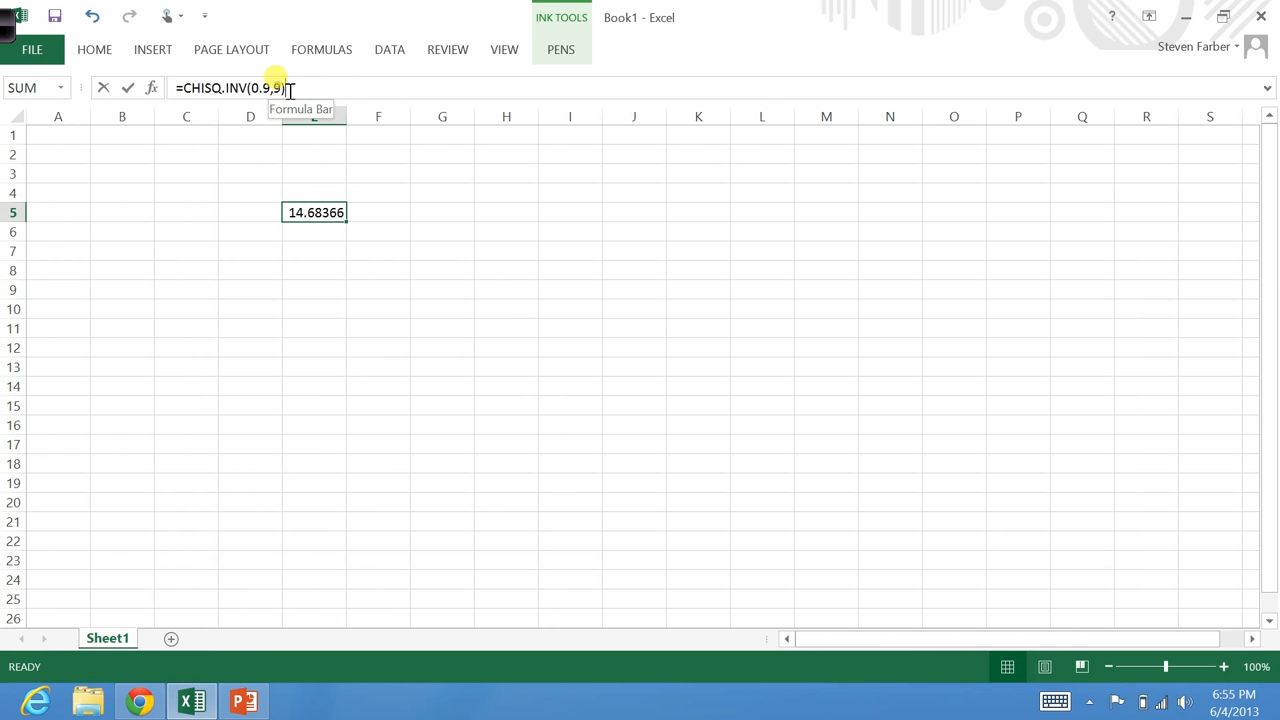 INK TOOLS
Book1 - Excel
?
FILE
HOME
INSERT
PAGE LAYOUT
FORMULAS
DATA
REVIEW
VIEW
PENS
Steven Farber
SUM
fx
=CHISQ.INV(0.9,9)
Formula Bar
A B C D E F G H I J K L M N O P Q R S
1
2
3
4
5 14.68366
6
7
8
9
10
11
12
13
14
15
16
17
18
19
20
21
22
23
24
25
26
Sheet1
READY
100%
6:55 PM
6/4/2013